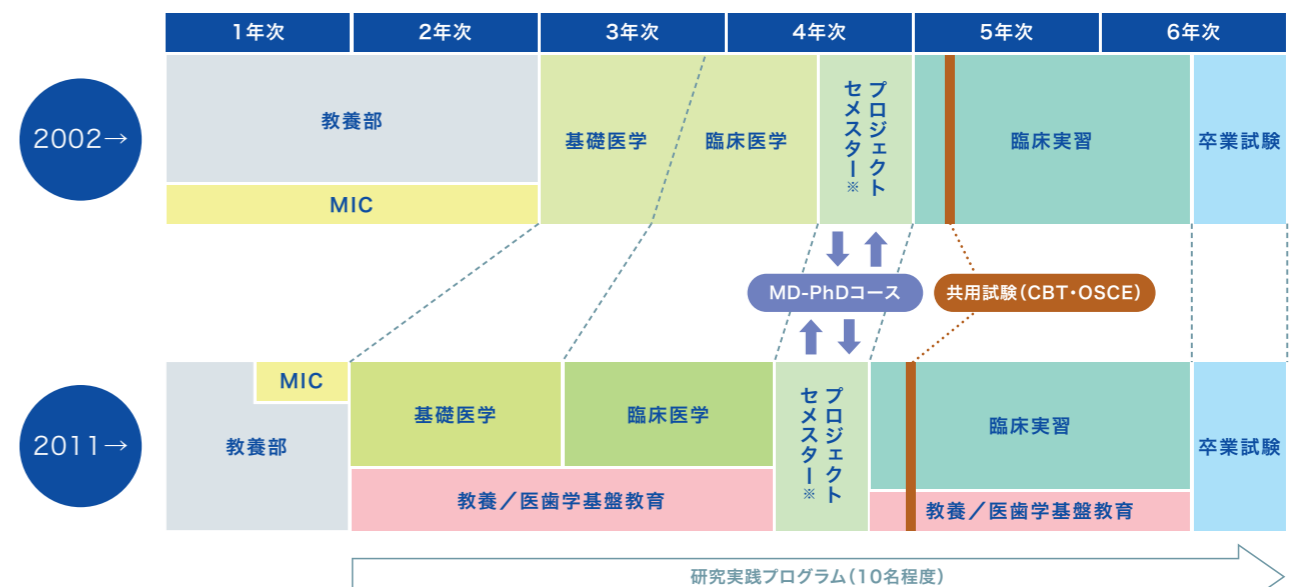 1年次 2年次 3年次 4年次 5年次 6年次
2002→
教養部
MIC
基礎医学
臨床医学
プロジェクト
セメスター※
臨床実習
卒業試験
MD-PhDコース
共用試験(CBT・OSCE)
2011→
MIC
教養部
基礎医学
臨床医学
教養／医歯学基盤教育
プロジェクト
セメスター※
臨床実習
教養／医歯学基盤教育
卒業試験
研究実践プログラム(10名程度)